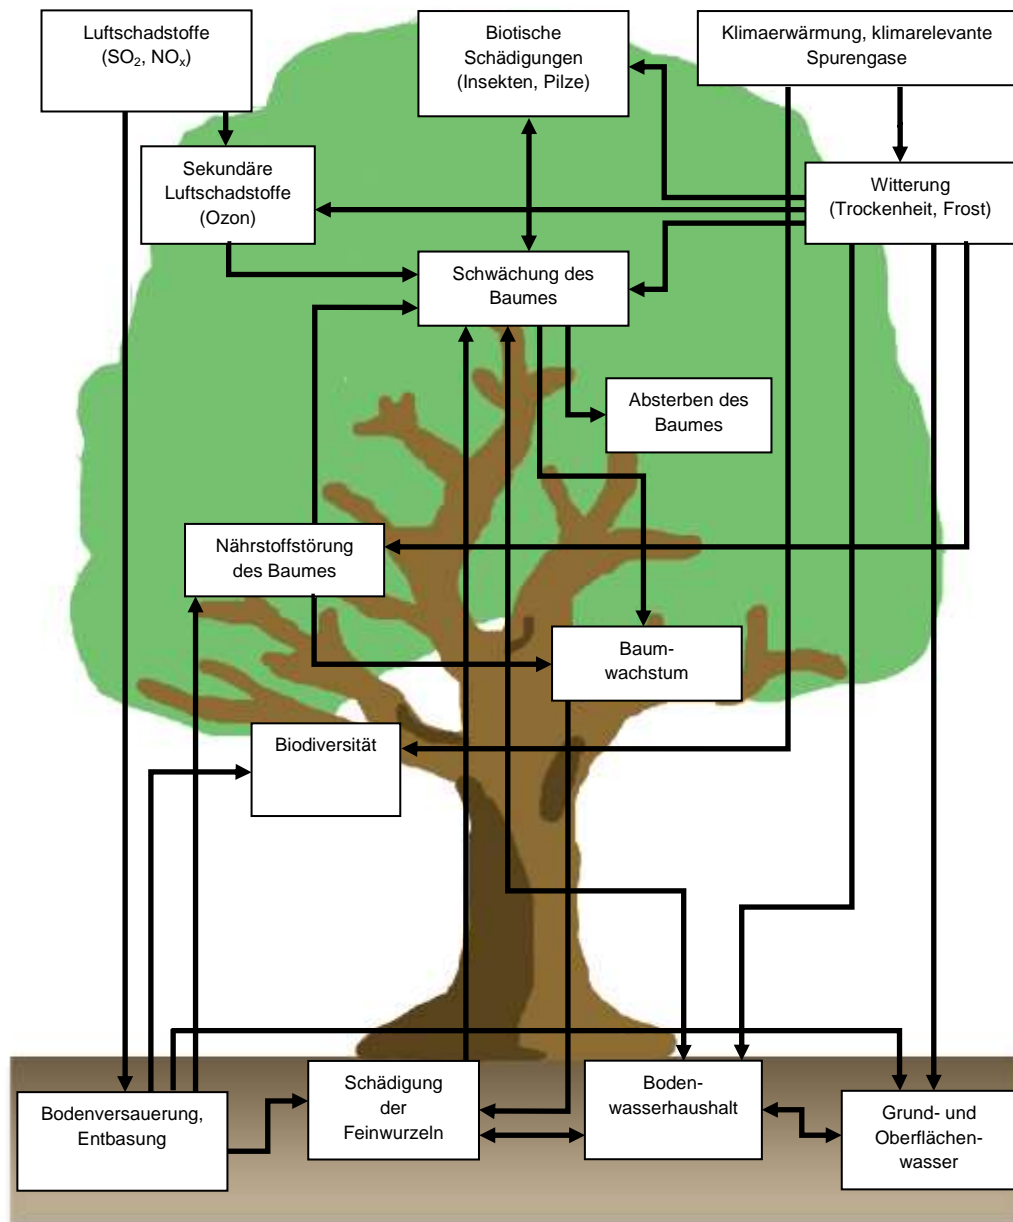 Luftschadstoffe
(SO₂, NOₓ)
Biotische
Schädigungen
(Insekten, Pilze)
Klimaerwärmung, klimarelevante
Spurengase
Sekundäre
Luftschadstoffe
(Ozon)
Witterung
(Trockenheit, Frost)
Schwächung des
Baumes
Absterben des
Baumes
Nährstoffstörung
des Baumes
Baum-
wachstum
Biodiversität
Bodenversauerung,
Entbasung
Schädigung
der
Feinwurzeln
Boden-
wasserhaushalt
Grund- und
Oberflächen-
wasser